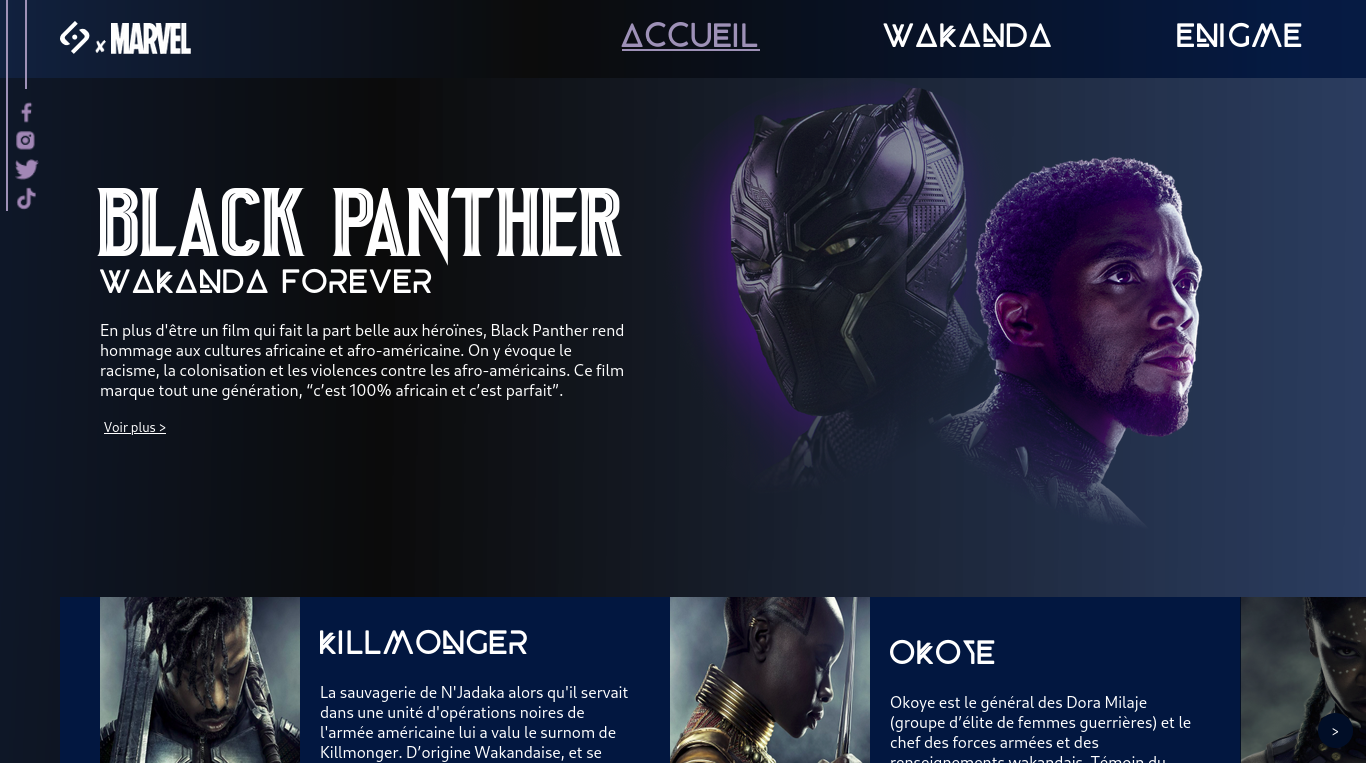 x MARVEL
ACCUEIL
WAKANDA
ENIGME
BLACK PANTHER
WAKANDA FOREVER
En plus d'être un film qui fait la part belle aux héroïnes, Black Panther rend
hommage aux cultures africaine et afro-américaine. On y évoque le
racisme, la colonisation et les violences contre les afro-américains. Ce film
marque tout une génération, “c’est 100% africain et c’est parfait”.
Voir plus >
KILLMONGER
La sauvagerie de N'Jadaka alors qu'il servait
dans une unité d'opérations noires de
l'armée américaine lui a valu le surnom de
Killmonger. D’origine Wakandaise, et se
OKOYE
Okoye est le général des Dora Milaje
(groupe d’élite de femmes guerrières) et le
chef des forces armées et des
renseignements wakandais. Témoin du
>